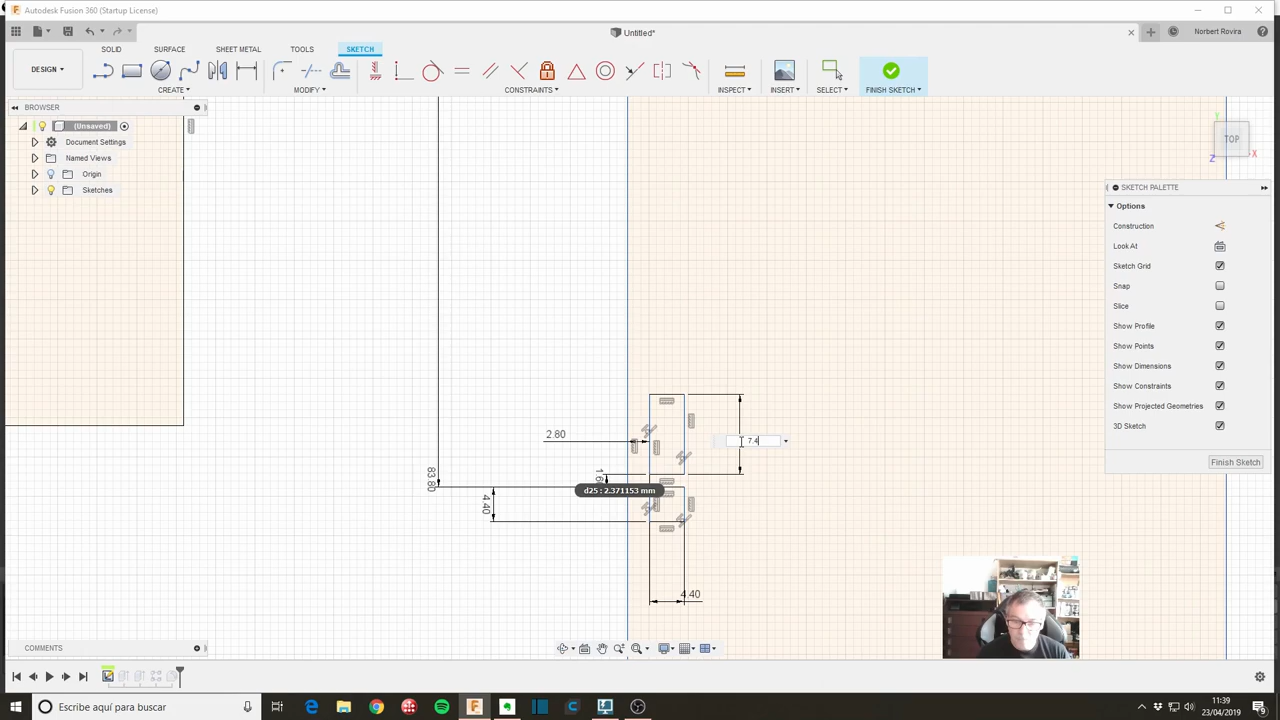 Autodesk Fusion 360 (Startup License)
Untitled*
Norbert Rovira
SOLID SURFACE SHEET METAL TOOLS SKETCH
DESIGN
CREATE MODIFY CONSTRAINTS INSPECT INSERT SELECT FINISH SKETCH
BROWSER
(Unsaved)
Document Settings
Named Views
Origin
Sketches
Y
TOP
X
Z
SKETCH PALETTE
Options
Construction
Look At
Sketch Grid
Snap
Slice
Show Profile
Show Points
Show Dimensions
Show Constraints
Show Projected Geometries
3D Sketch
Finish Sketch
2.80
7.4
83.80
d25 : 2.371153 mm
4.40
4.40
COMMENTS
Escribe aquí para buscar
11:39
23/04/2019